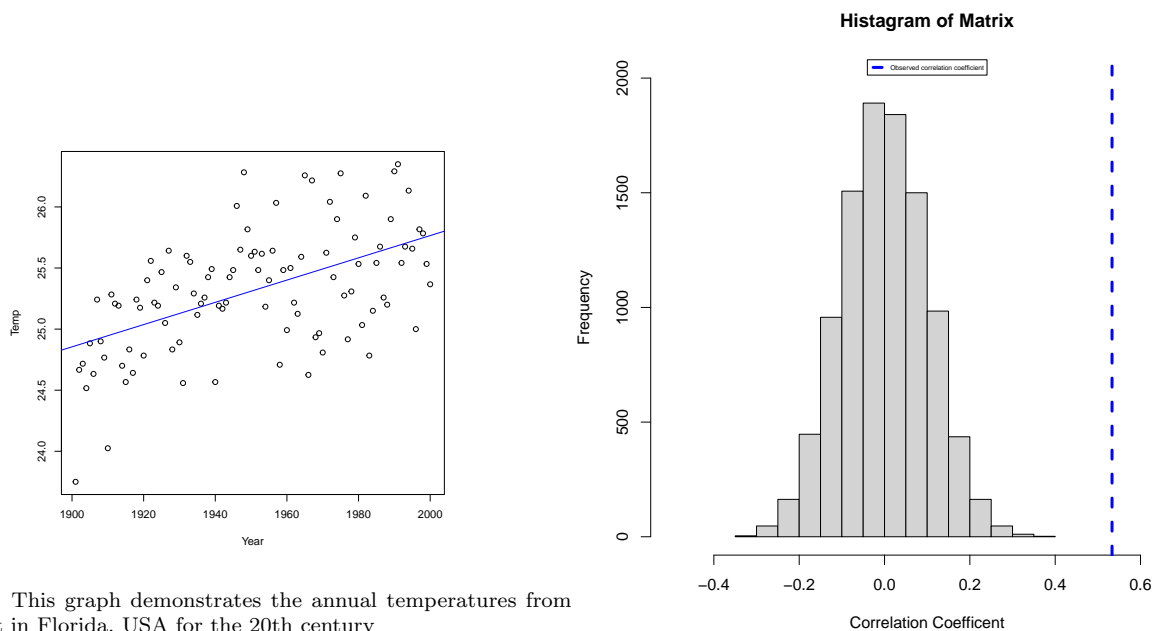 26.0
25.5
25.0
24.5
24.0
Temp
1900 1920 1940 1960 1980 2000
Year
This graph demonstrates the annual temperatures from
in Florida, USA for the 20th century
Histagram of Matrix
Observed correlation coefficient
2000
1500
1000
500
0
Frequency
−0.4 −0.2 0.0 0.2 0.4 0.6
Correlation Coefficent